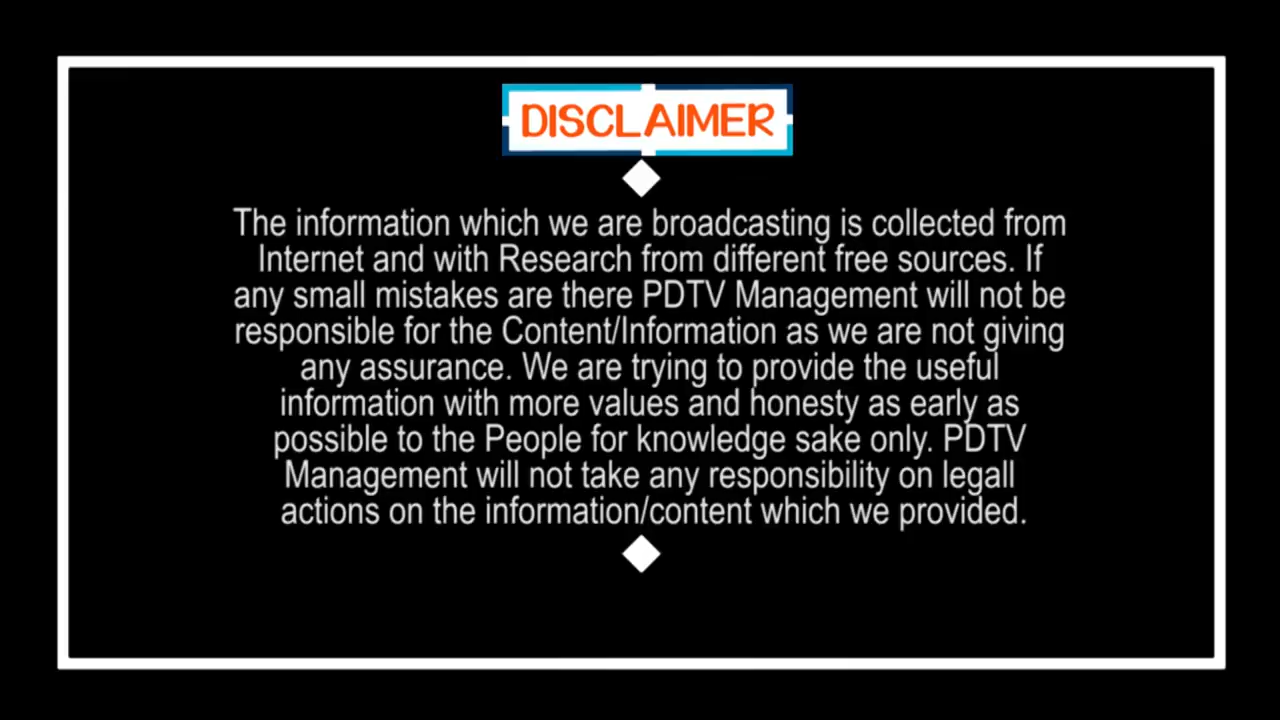 DISCLAIMER
The information which we are broadcasting is collected from
Internet and with Research from different free sources. If
any small mistakes are there PDTV Management will not be
responsible for the Content/Information as we are not giving
any assurance. We are trying to provide the useful
information with more values and honesty as early as
possible to the People for knowledge sake only. PDTV
Management will not take any responsibility on legall
actions on the information/content which we provided.